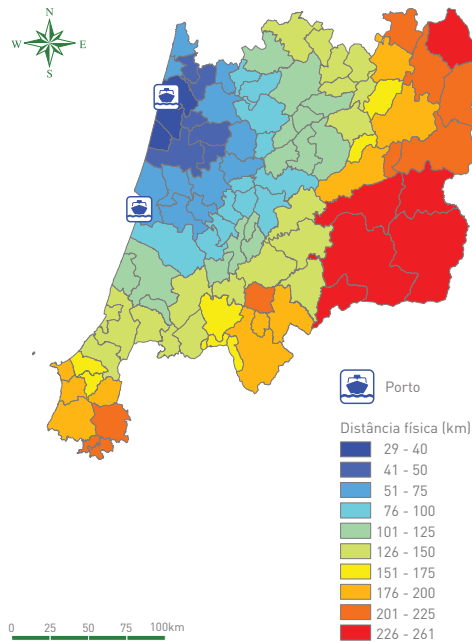 N
W E
S
Porto
Distância física (km)
29 - 40
41 - 50
51 - 75
76 - 100
101 - 125
126 - 150
151 - 175
176 - 200
201 - 225
226 - 261
0 25 50 75 100km